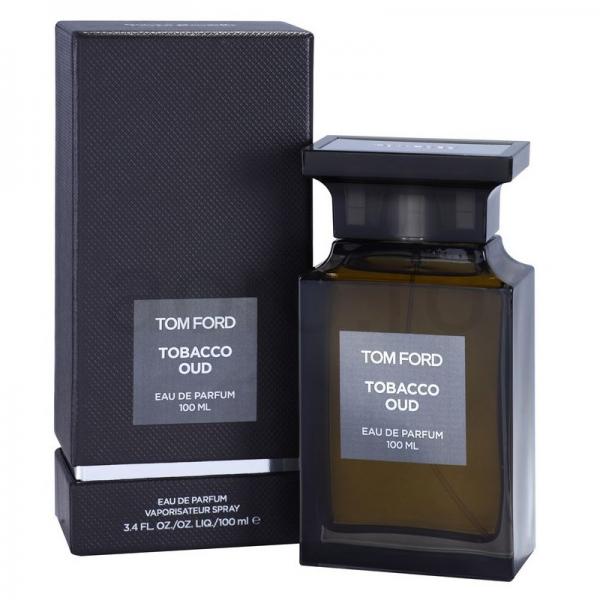 TOM FORD
TOBACCO
OUD
EAU DE PARFUM
100 ML
EAU DE PARFUM
VAPORISATEUR SPRAY
3.4 FL. OZ./OZ. LIQ./100 ml e
TOM FORD
TOBACCO
OUD
EAU DE PARFUM
100 ML